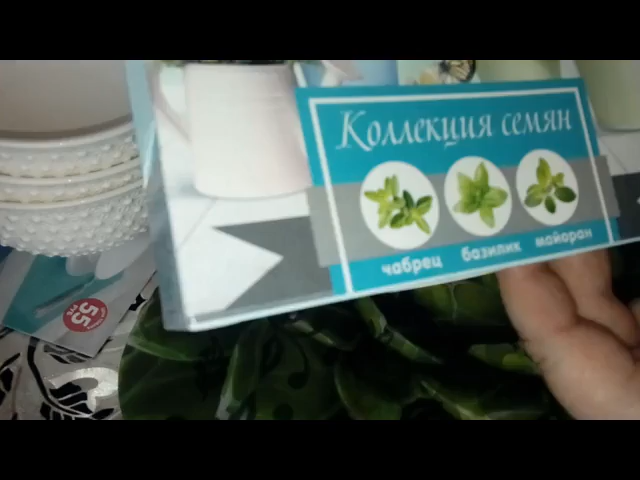 Коллекция семян
чабрец базилик майоран
55